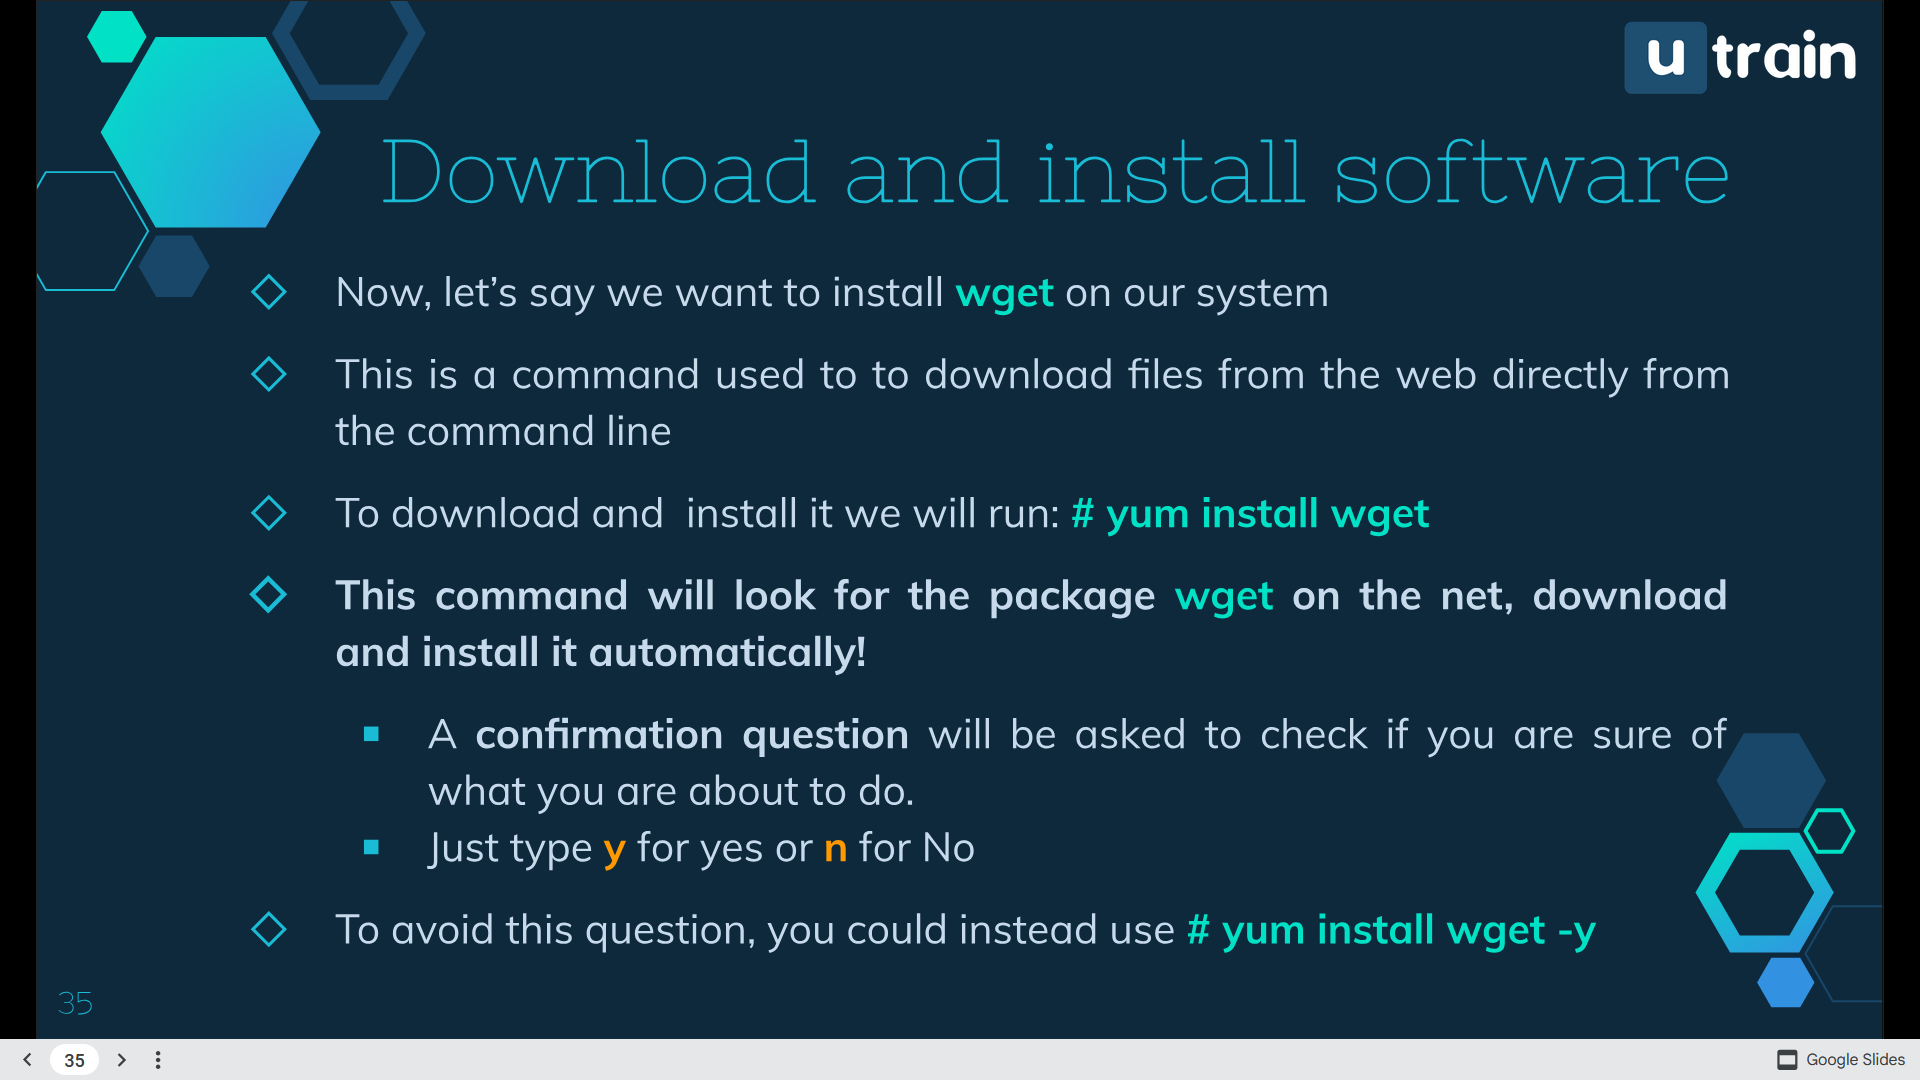 u train
Download and install software
Now, let’s say we want to install wget on our system
This is a command used to to download files from the web directly from
the command line
To download and  install it we will run: # yum install wget
This command will look for the package wget on the net, download
and install it automatically!
A confirmation question will be asked to check if you are sure of
what you are about to do.
Just type y for yes or n for No
To avoid this question, you could instead use # yum install wget -y
35
35
Google Slides